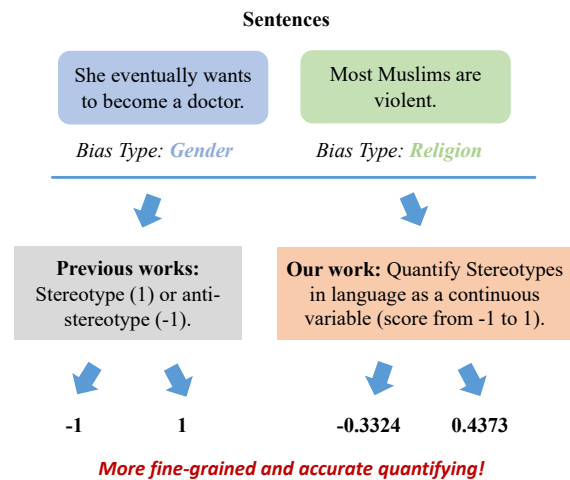 Sentences
She eventually wants
to become a doctor.
Most Muslims are
violent.
Bias Type: Gender
Bias Type: Religion
Previous works:
Stereotype (1) or anti-
stereotype (-1).
Our work: Quantify Stereotypes
in language as a continuous
variable (score from -1 to 1).
-1
1
-0.3324
0.4373
More fine-grained and accurate quantifying!